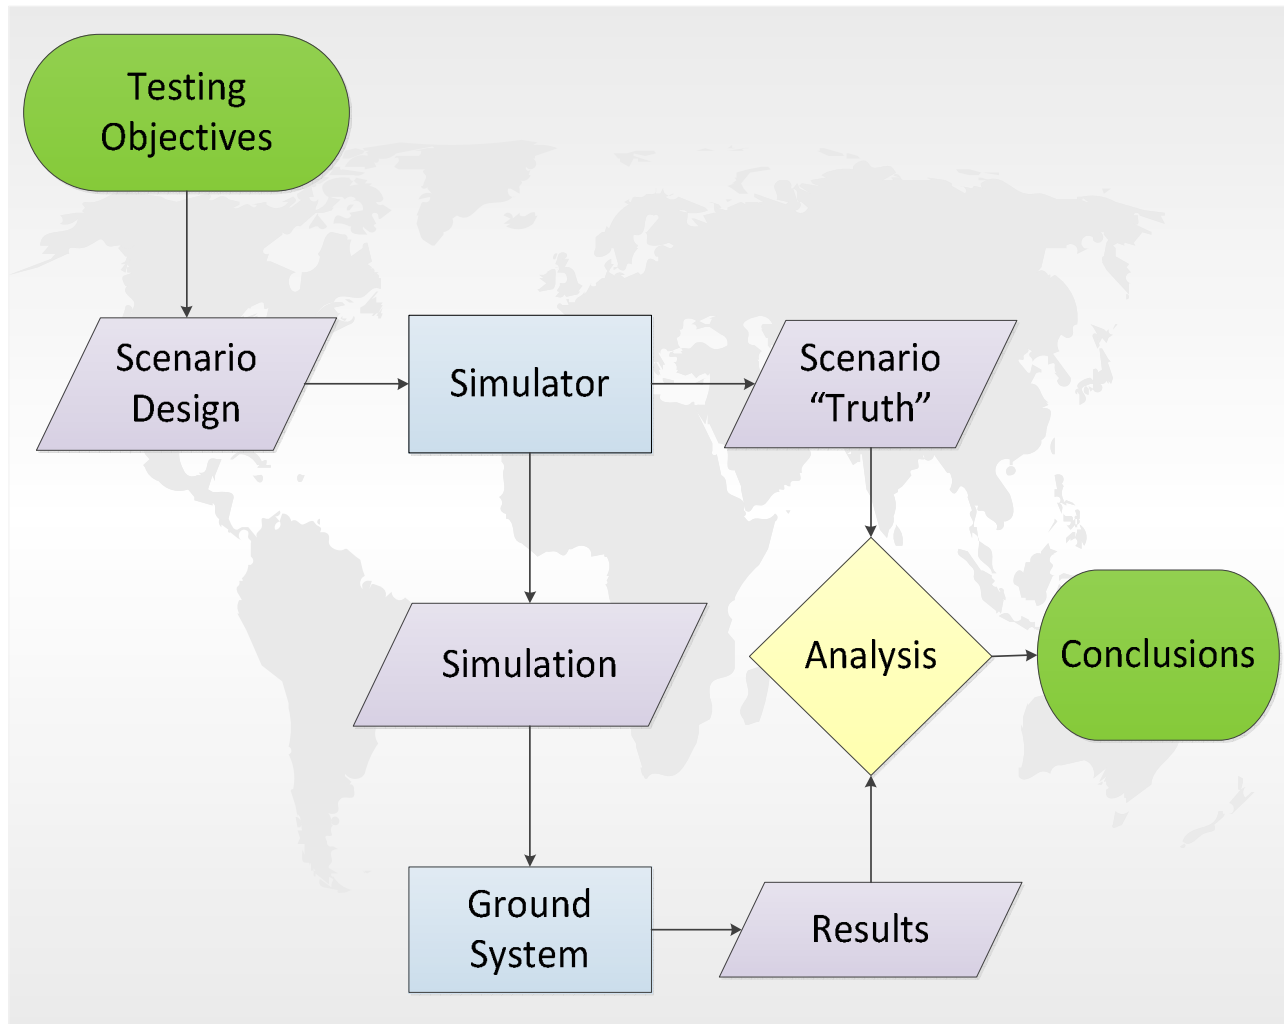 Testing
Objectives
Scenario
Design
Simulator
Scenario
“Truth”
Simulation
Analysis
Conclusions
Ground
System
Results